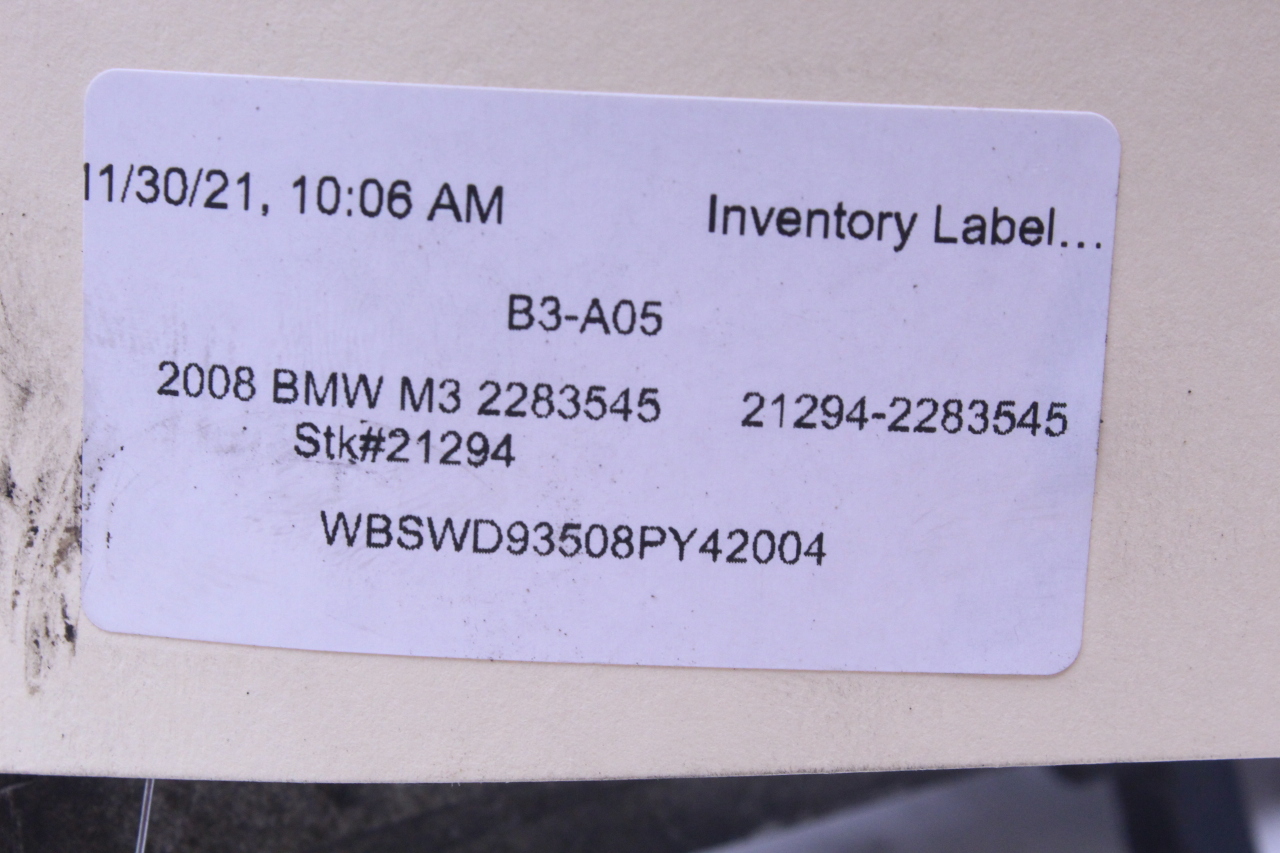 11/30/21, 10:06 AM Inventory Label...
B3-A05
2008 BMW M3 2283545 21294-2283545
Stk#21294
WBSWD93508PY42004